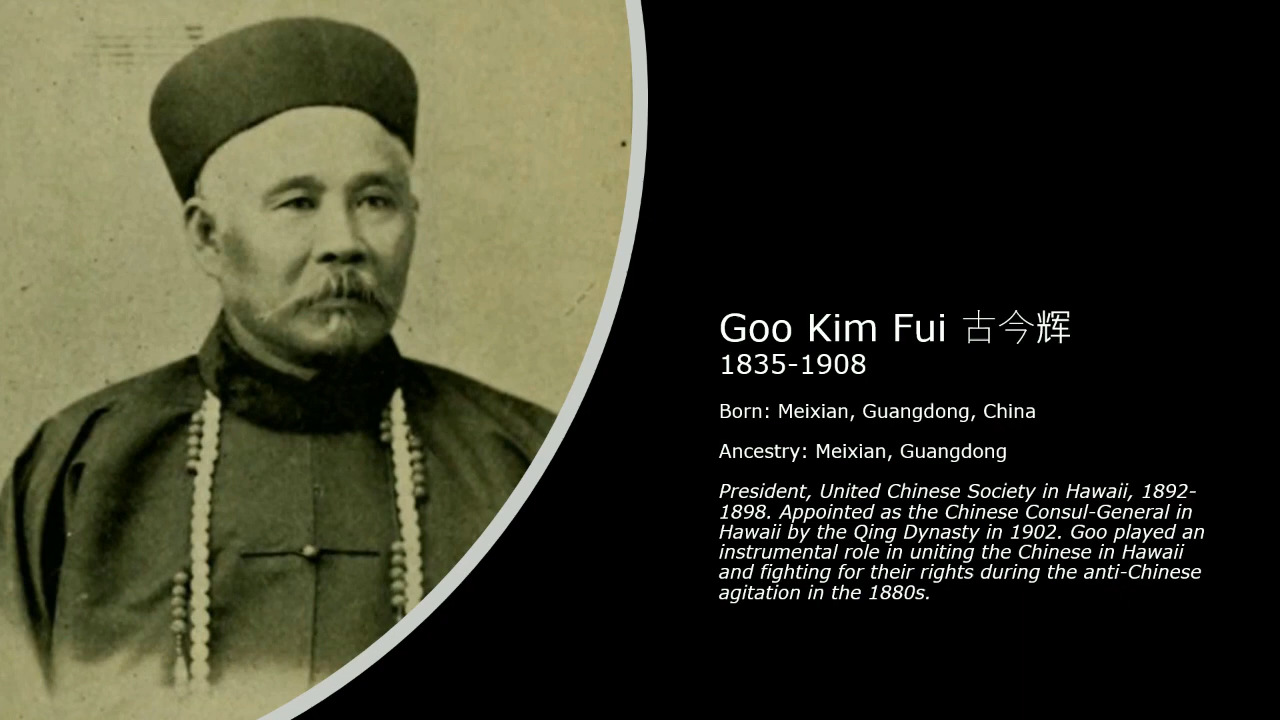 Goo Kim Fui 古今辉
1835-1908
Born: Meixian, Guangdong, China
Ancestry: Meixian, Guangdong
President, United Chinese Society in Hawaii, 1892-
1898. Appointed as the Chinese Consul-General in
Hawaii by the Qing Dynasty in 1902. Goo played an
instrumental role in uniting the Chinese in Hawaii
and fighting for their rights during the anti-Chinese
agitation in the 1880s.